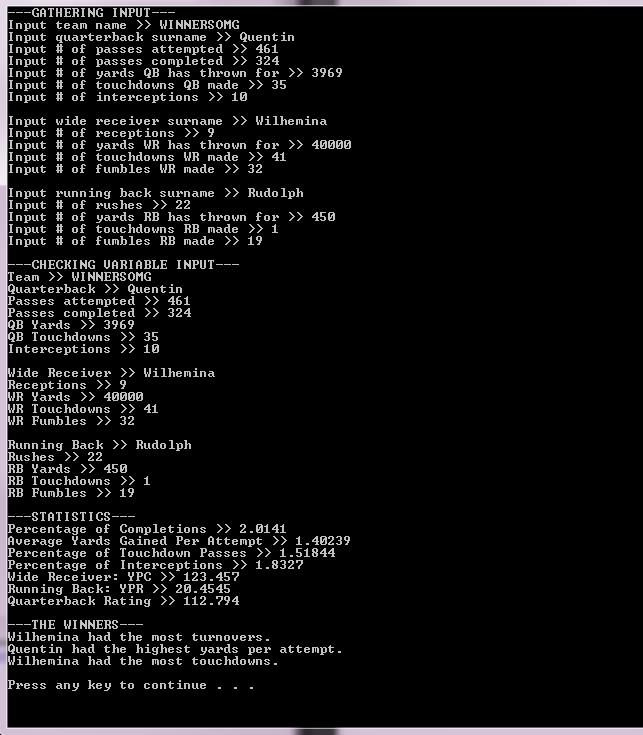 ---GATHERING INPUT---
Input team name >> WINNERSOMG
Input quarterback surname >> Quentin
Input # of passes attempted >> 461
Input # of passes completed >> 324
Input # of yards QB has thrown for >> 3969
Input # of touchdowns QB made >> 35
Input # of interceptions >> 10
Input wide receiver surname >> Wilhemina
Input # of receptions >> 9
Input # of yards WR has thrown for >> 40000
Input # of touchdowns WR made >> 41
Input # of fumbles WR made >> 32
Input running back surname >> Rudolph
Input # of rushes >> 22
Input # of yards RB has thrown for >> 450
Input # of touchdowns RB made >> 1
Input # of fumbles RB made >> 19
---CHECKING VARIABLE INPUT---
Team >> WINNERSOMG
Quarterback >> Quentin
Passes attempted >> 461
Passes completed >> 324
QB Yards >> 3969
QB Touchdowns >> 35
Interceptions >> 10
Wide Receiver >> Wilhemina
Receptions >> 9
WR Yards >> 40000
WR Touchdowns >> 41
WR Fumbles >> 32
Running Back >> Rudolph
Rushes >> 22
RB Yards >> 450
RB Touchdowns >> 1
RB Fumbles >> 19
---STATISTICS---
Percentage of Completions >> 2.0141
Average Yards Gained Per Attempt >> 1.40239
Percentage of Touchdown Passes >> 1.51844
Percentage of Interceptions >> 1.8327
Wide Receiver: YPC >> 123.457
Running Back: YPR >> 20.4545
Quarterback Rating >> 112.794
---THE WINNERS---
Wilhemina had the most turnovers.
Quentin had the highest yards per attempt.
Wilhemina had the most touchdowns.
Press any key to continue . . .